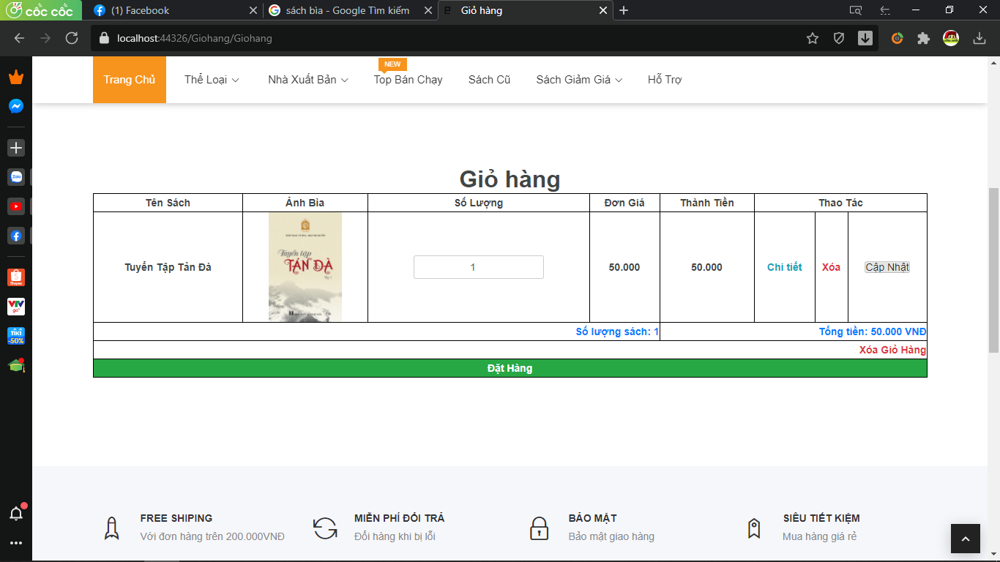 cốc cốc
(1) Facebook
sách bìa - Google Tìm kiếm
Giỏ hàng
localhost:44326/Giohang/Giohang
NEW
Trang Chủ
Thể Loại
Nhà Xuất Bản
Top Bán Chạy
Sách Cũ
Sách Giảm Giá
Hỗ Trợ
Zalo
Shopee
VTV go
TIKI -50%
Giỏ hàng
Tên Sách
Ảnh Bìa
Số Lượng
Đơn Giá
Thành Tiền
Thao Tác
Tuyển Tập Tản Đà
Tuyển tập
TẢN ĐÀ
1
50.000
50.000
Chi tiết
Xóa
Cập Nhật
Số lượng sách: 1
Tổng tiền: 50.000 VNĐ
Xóa Giỏ Hàng
Đặt Hàng
FREE SHIPING
Với đơn hàng trên 200.000VNĐ
MIỄN PHÍ ĐỔI TRẢ
Đổi hàng khi bị lỗi
BẢO MẬT
Bảo mật giao hàng
SIÊU TIẾT KIỆM
Mua hàng giá rẻ